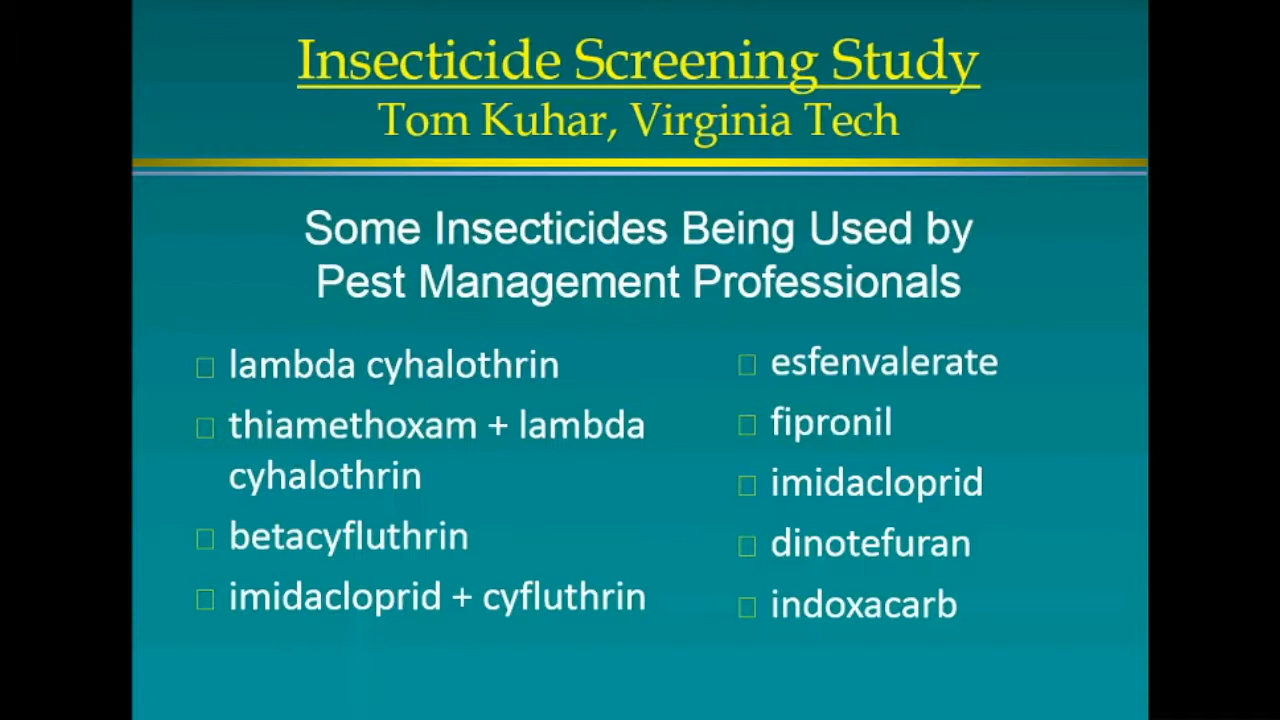 Insecticide Screening Study
Tom Kuhar, Virginia Tech
Some Insecticides Being Used by
Pest Management Professionals
lambda cyhalothrin
thiamethoxam + lambda
cyhalothrin
betacyfluthrin
imidacloprid + cyfluthrin
esfenvalerate
fipronil
imidacloprid
dinotefuran
indoxacarb